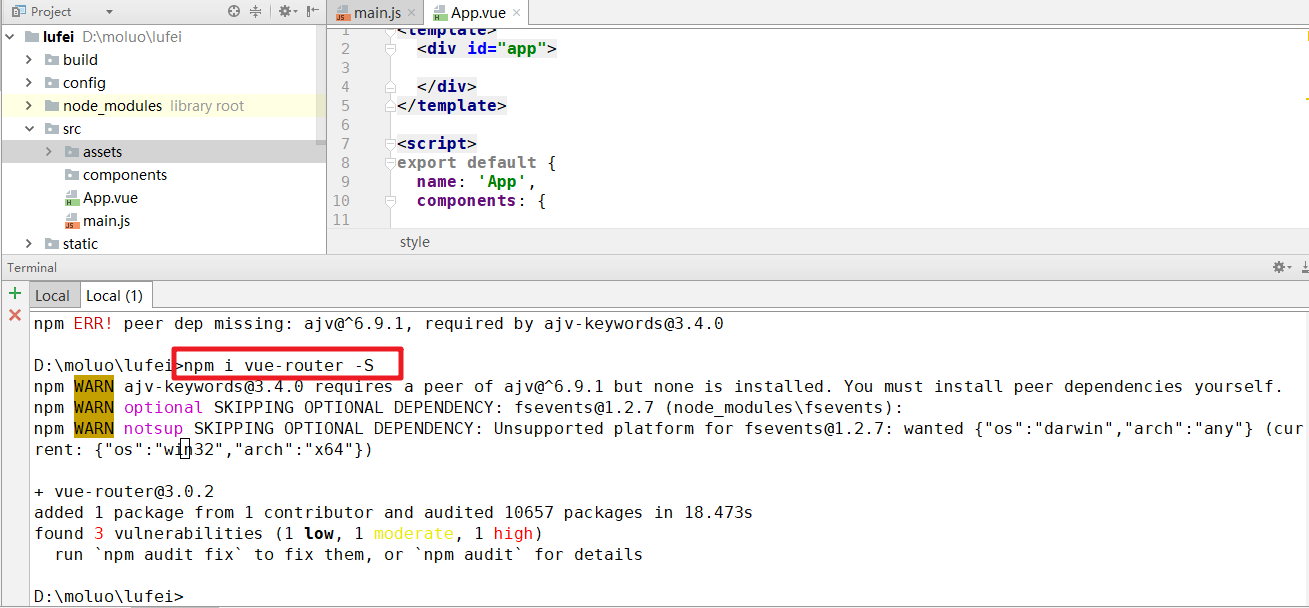 Project
main.js
App.vue
lufei D:\moluo\lufei
build
config
node_modules library root
src
assets
components
App.vue
main.js
static
1 <template>
2 <div id="app">
3
4 </div>
5 </template>
6
7 <script>
8 export default {
9 name: 'App',
10 components: {
11
style
Terminal
Local Local (1)
npm ERR! peer dep missing: ajv@^6.9.1, required by ajv-keywords@3.4.0
D:\moluo\lufei>npm i vue-router -S
npm WARN ajv-keywords@3.4.0 requires a peer of ajv@^6.9.1 but none is installed. You must install peer dependencies yourself.
npm WARN optional SKIPPING OPTIONAL DEPENDENCY: fsevents@1.2.7 (node_modules\fsevents):
npm WARN notsup SKIPPING OPTIONAL DEPENDENCY: Unsupported platform for fsevents@1.2.7: wanted {"os":"darwin","arch":"any"} (cur
rent: {"os":"win32","arch":"x64"})
+ vue-router@3.0.2
added 1 package from 1 contributor and audited 10657 packages in 18.473s
found 3 vulnerabilities (1 low, 1 moderate, 1 high)
run `npm audit fix` to fix them, or `npm audit` for details
D:\moluo\lufei>